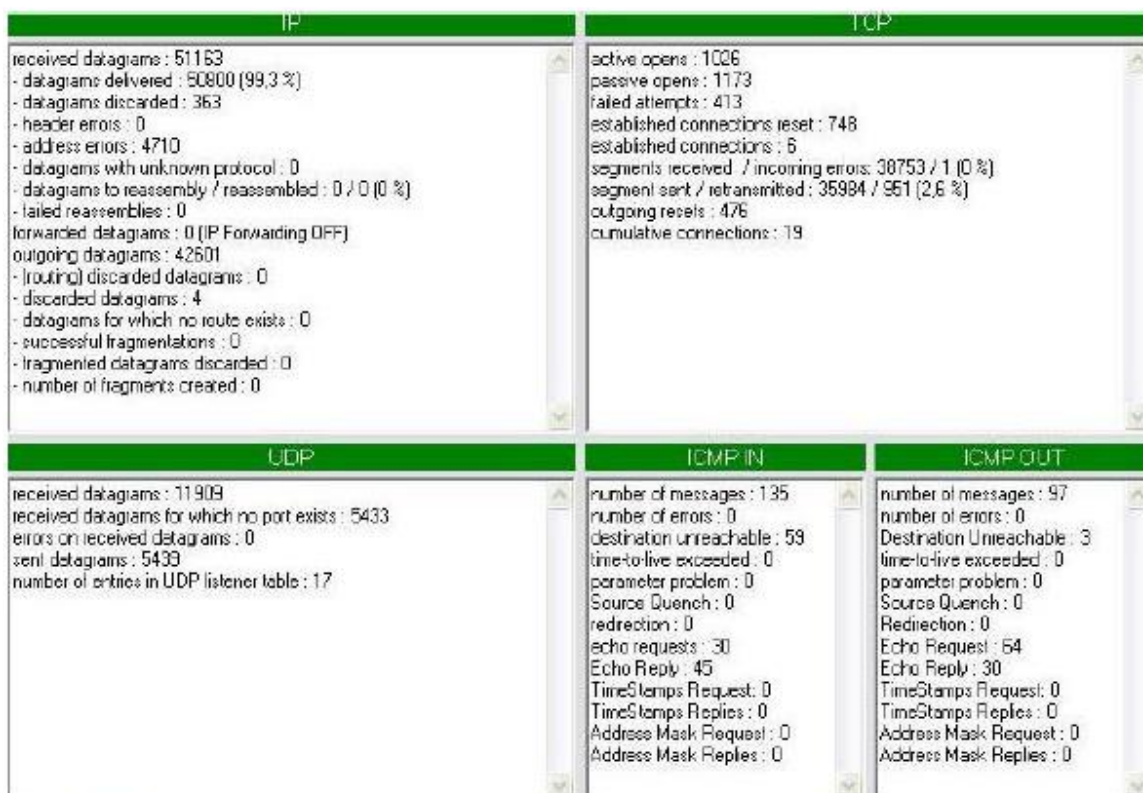 IP
received datagrams : 51163
- datagrams delivered : 50800 (99,3 %)
- datagrams discarded : 363
- header errors : 0
- address errors : 4710
- datagrams with unknown protocol : 0
- datagrams to reassembly / reassembled : 0 / 0 (0 %)
- failed reassemblies : 0
forwarded datagrams : 0 (IP Forwarding OFF)
outgoing datagrams : 42601
- (routing) discarded datagrams : 0
- discarded datagrams : 4
- datagrams for which no route exists : 0
- successful fragmentations : 0
- fragmented datagrams discarded : 0
- number of fragments created : 0
TCP
active opens : 1026
passive opens : 1173
failed attempts : 413
established connections reset : 748
established connections : 6
segments received / incoming errors: 38753 / 1 (0 %)
segment sent / retransmitted : 35984 / 951 (2,6 %)
outgoing resets : 476
cumulative connections : 19
UDP
received datagrams : 11909
received datagrams for which no port exists : 5433
errors on received datagrams : 0
sent datagrams : 5439
number of entries in UDP listener table : 17
ICMP IN
number of messages : 135
number of errors : 0
destination unreachable : 59
time-to-live exceeded : 0
parameter problem : 0
Source Quench : 0
redirection : 0
echo requests : 30
Echo Reply : 45
TimeStamps Request: 0
TimeStamps Replies : 0
Address Mask Request : 0
Address Mask Replies : 0
ICMP OUT
number of messages : 97
number of errors : 0
Destination Unreachable : 3
time-to-live exceeded : 0
parameter problem : 0
Source Quench : 0
Redirection : 0
Echo Request : 64
Echo Reply : 30
TimeStamps Request: 0
TimeStamps Replies : 0
Address Mask Request : 0
Address Mask Replies : 0